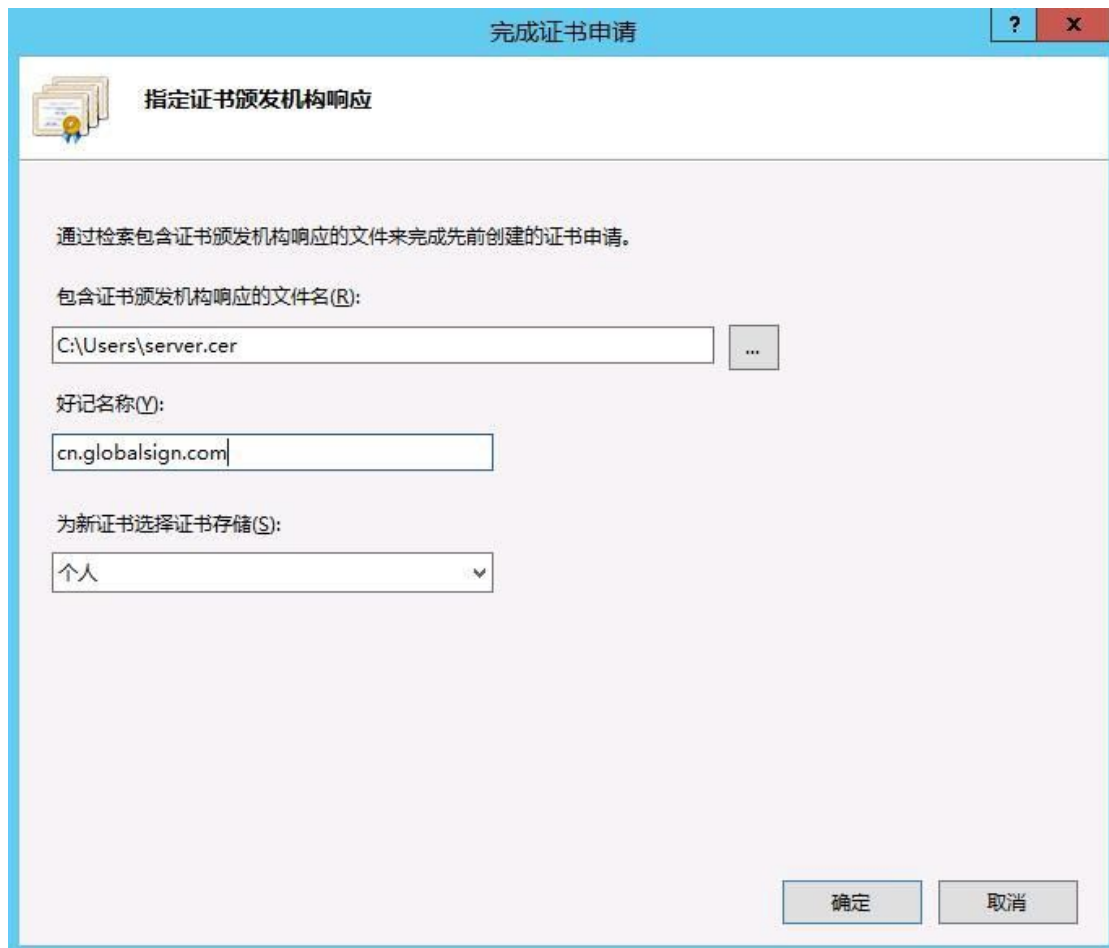 完成证书申请
?
x
指定证书颁发机构响应
通过检索包含证书颁发机构响应的文件来完成先前创建的证书申请。
包含证书颁发机构响应的文件名(R):
C:\Users\server.cer
...
好记名称(Y):
cn.globalsign.com
为新证书选择证书存储(S):
个人
确定
取消